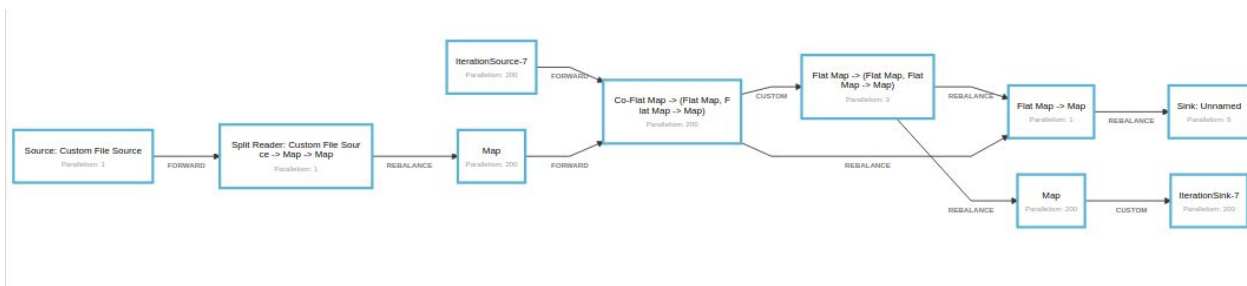 Source: Custom File Source
Parallelism: 1
FORWARD
Split Reader: Custom File Sour
ce -> Map -> Map
Parallelism: 1
REBALANCE
IterationSource-7
Parallelism: 200
FORWARD
Map
Parallelism: 200
FORWARD
Co-Flat Map -> (Flat Map, F
lat Map -> Map)
Parallelism: 200
CUSTOM
REBALANCE
Flat Map -> (Flat Map, Flat
Map -> Map)
Parallelism: 3
REBALANCE
REBALANCE
Flat Map -> Map
Parallelism: 1
REBALANCE
Sink: Unnamed
Parallelism: 5
Map
Parallelism: 200
CUSTOM
IterationSink-7
Parallelism: 200